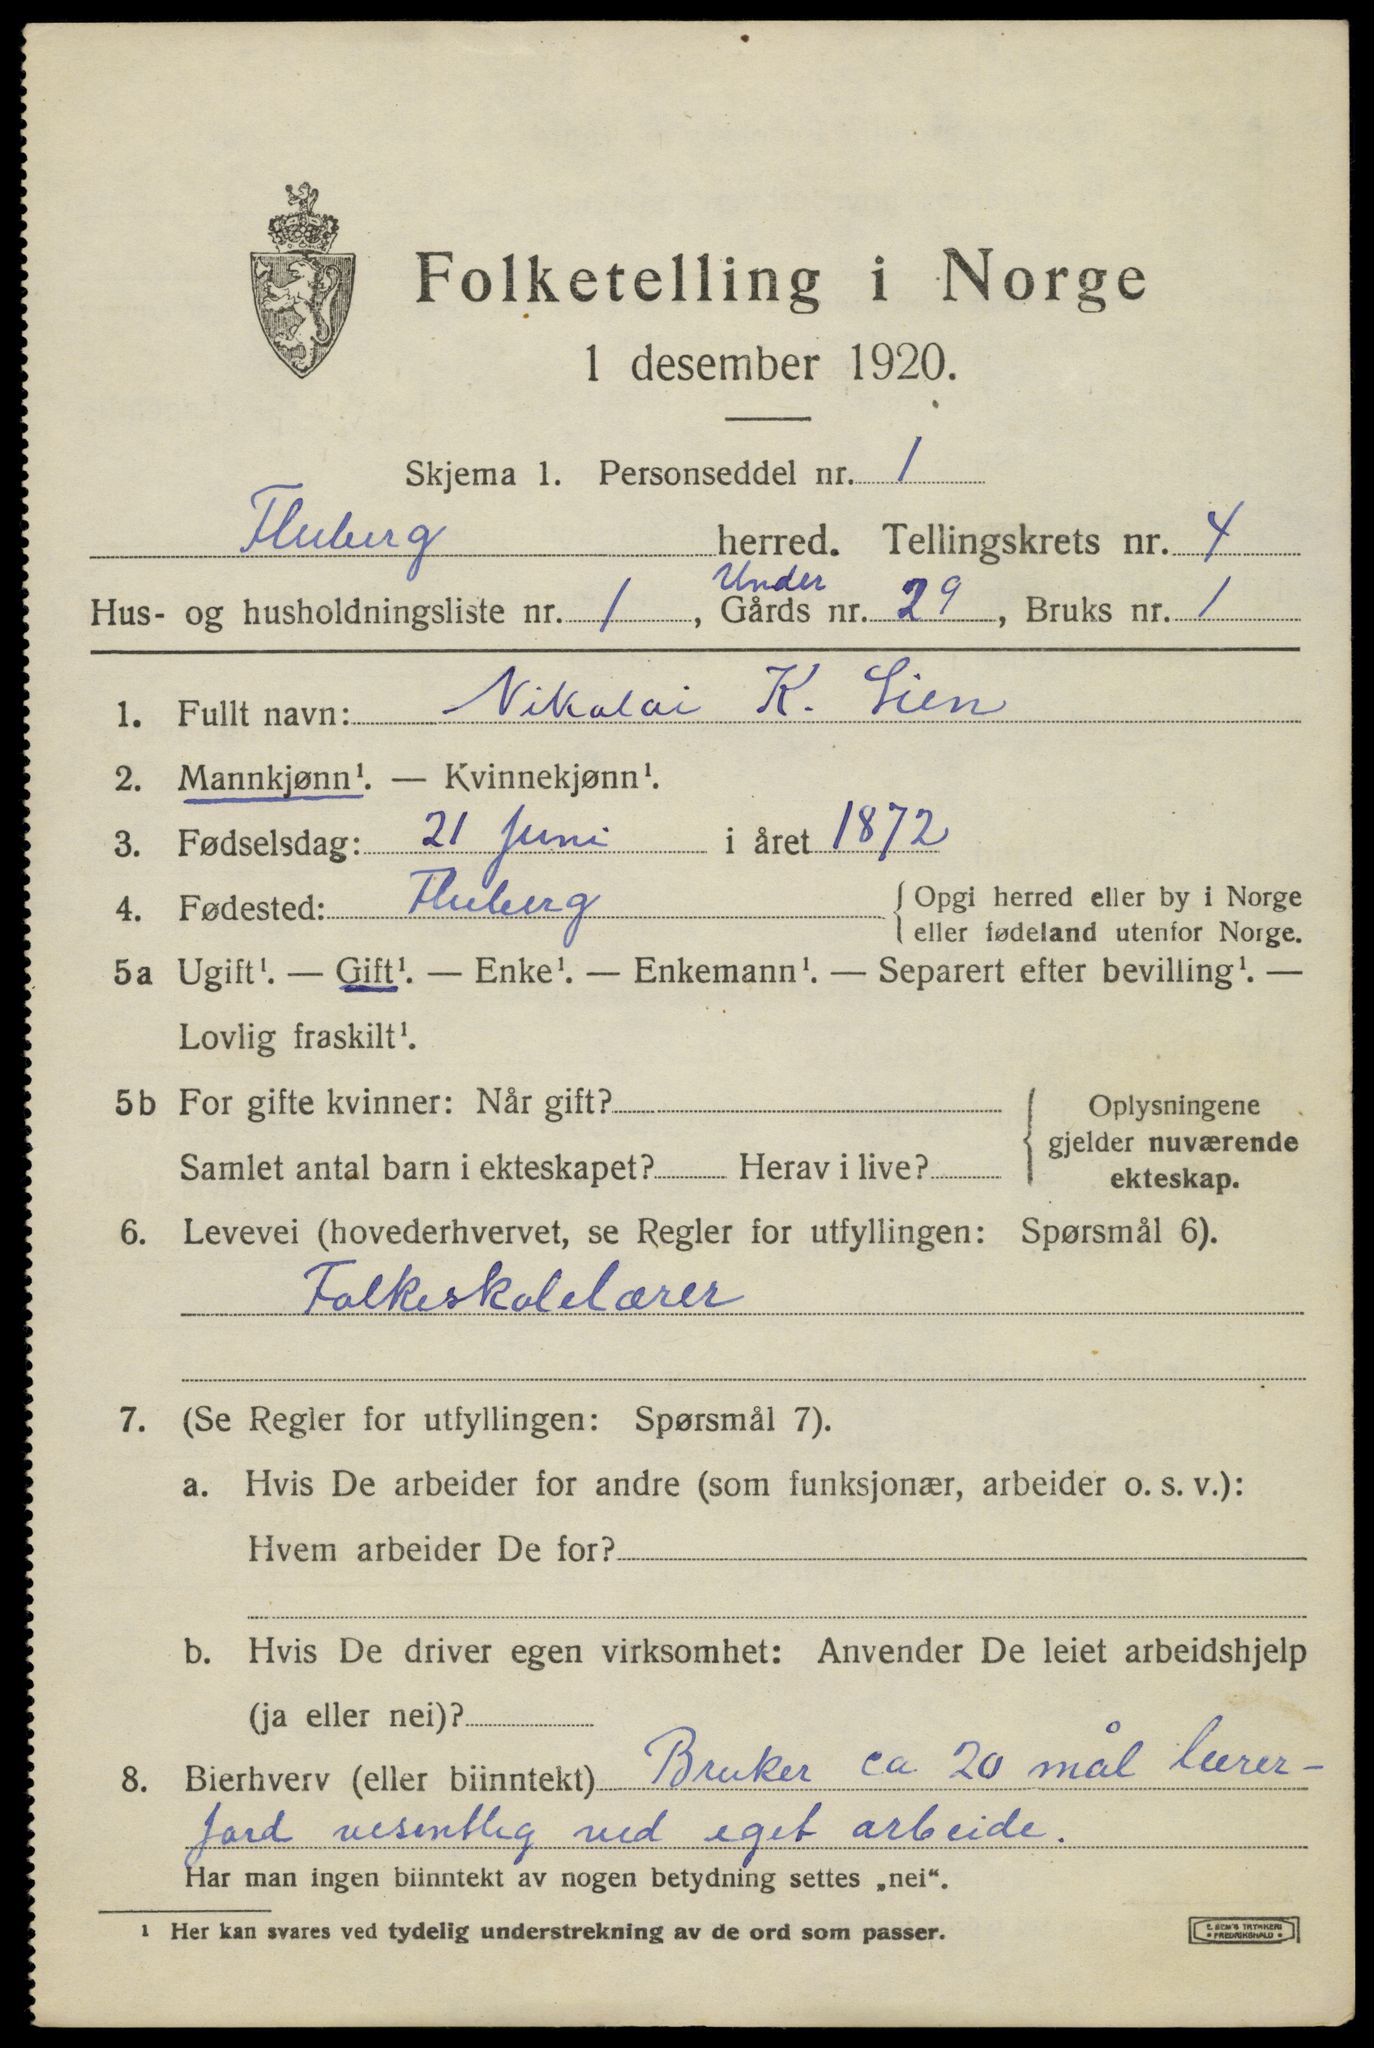 Folketelling i Norge
1 desember 1920.
Skjema 1. Personseddel nr. 1
Fluberg herred. Tellingskrets nr. 4
Under
Hus- og husholdningsliste nr. 1, Gårds nr. 29, Bruks nr. 1
1. Fullt navn: Nikolai K. Lien
2. Mannkjønn¹. — Kvinnekjønn¹.
3. Fødselsdag: 21 juni i året 1872
4. Fødested: Fluberg { Opgi herred eller by i Norge
eller fødeland utenfor Norge.
5a Ugift¹. — Gift¹. — Enke¹. — Enkemann¹. — Separert efter bevilling¹. —
Lovlig fraskilt¹.
5b For gifte kvinner: Når gift?
Samlet antal barn i ekteskapet? Herav i live?
Oplysningene
gjelder nuværende
ekteskap.
6. Levevei (hovederhvervet, se Regler for utfyllingen: Spørsmål 6).
Folkeskolelærer
7. (Se Regler for utfyllingen: Spørsmål 7).
a. Hvis De arbeider for andre (som funksjonær, arbeider o. s. v.):
Hvem arbeider De for?
b. Hvis De driver egen virksomhet: Anvender De leiet arbeidshjelp
(ja eller nei)?
8. Bierhverv (eller biinntekt) Bruker ca 20 mål lærer-
jord vesentlig ved eget arbeide.
Har man ingen biinntekt av nogen betydning settes „nei“.
¹ Her kan svares ved tydelig understrekning av de ord som passer.
E. SEM'S TRYKKERI
FREDRIKSHALD